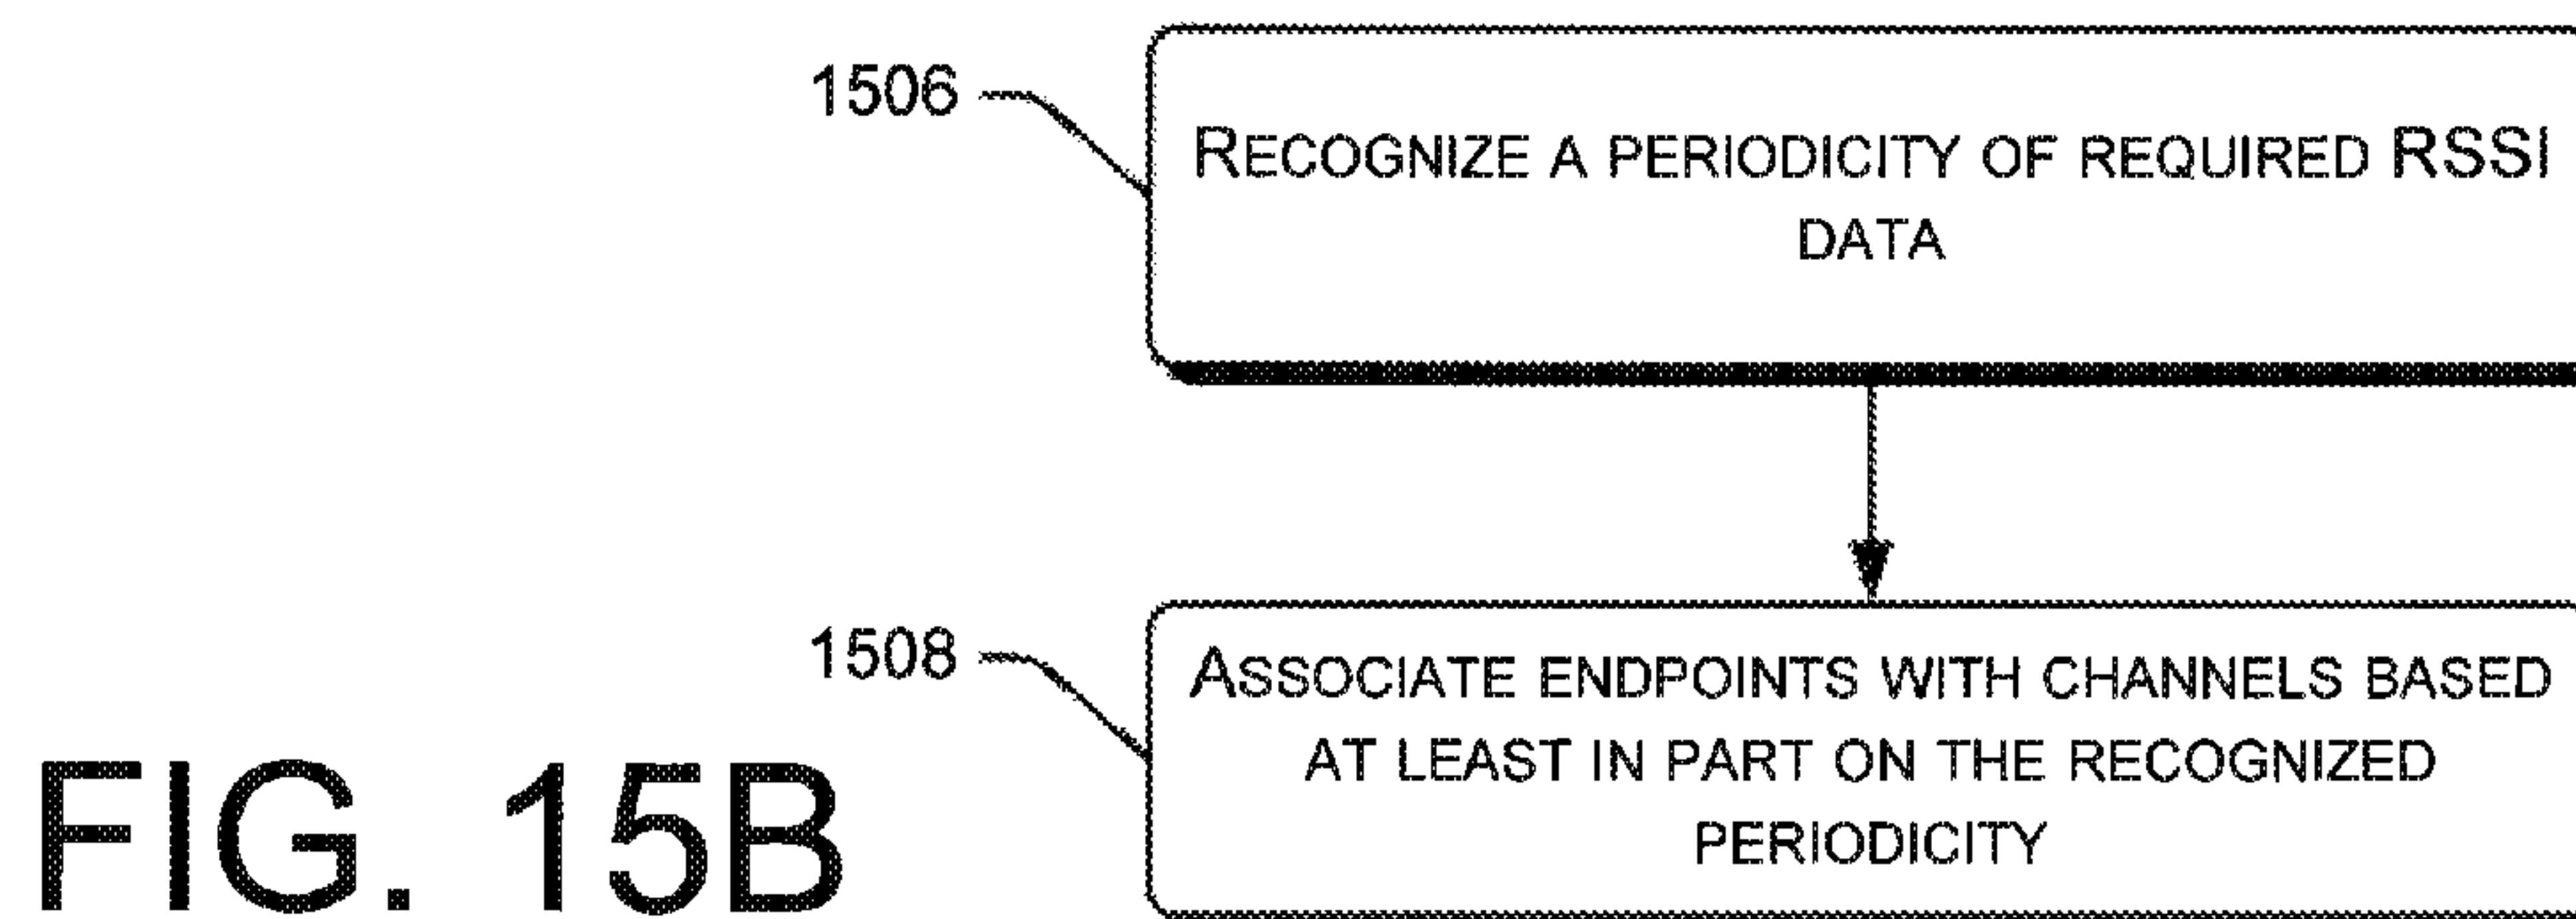 1506
RECOGNIZE A PERIODICITY OF REQUIRED RSSI
DATA
1508
ASSOCIATE ENDPOINTS WITH CHANNELS BASED
AT LEAST IN PART ON THE RECOGNIZED
PERIODICITY
FIG. 15B